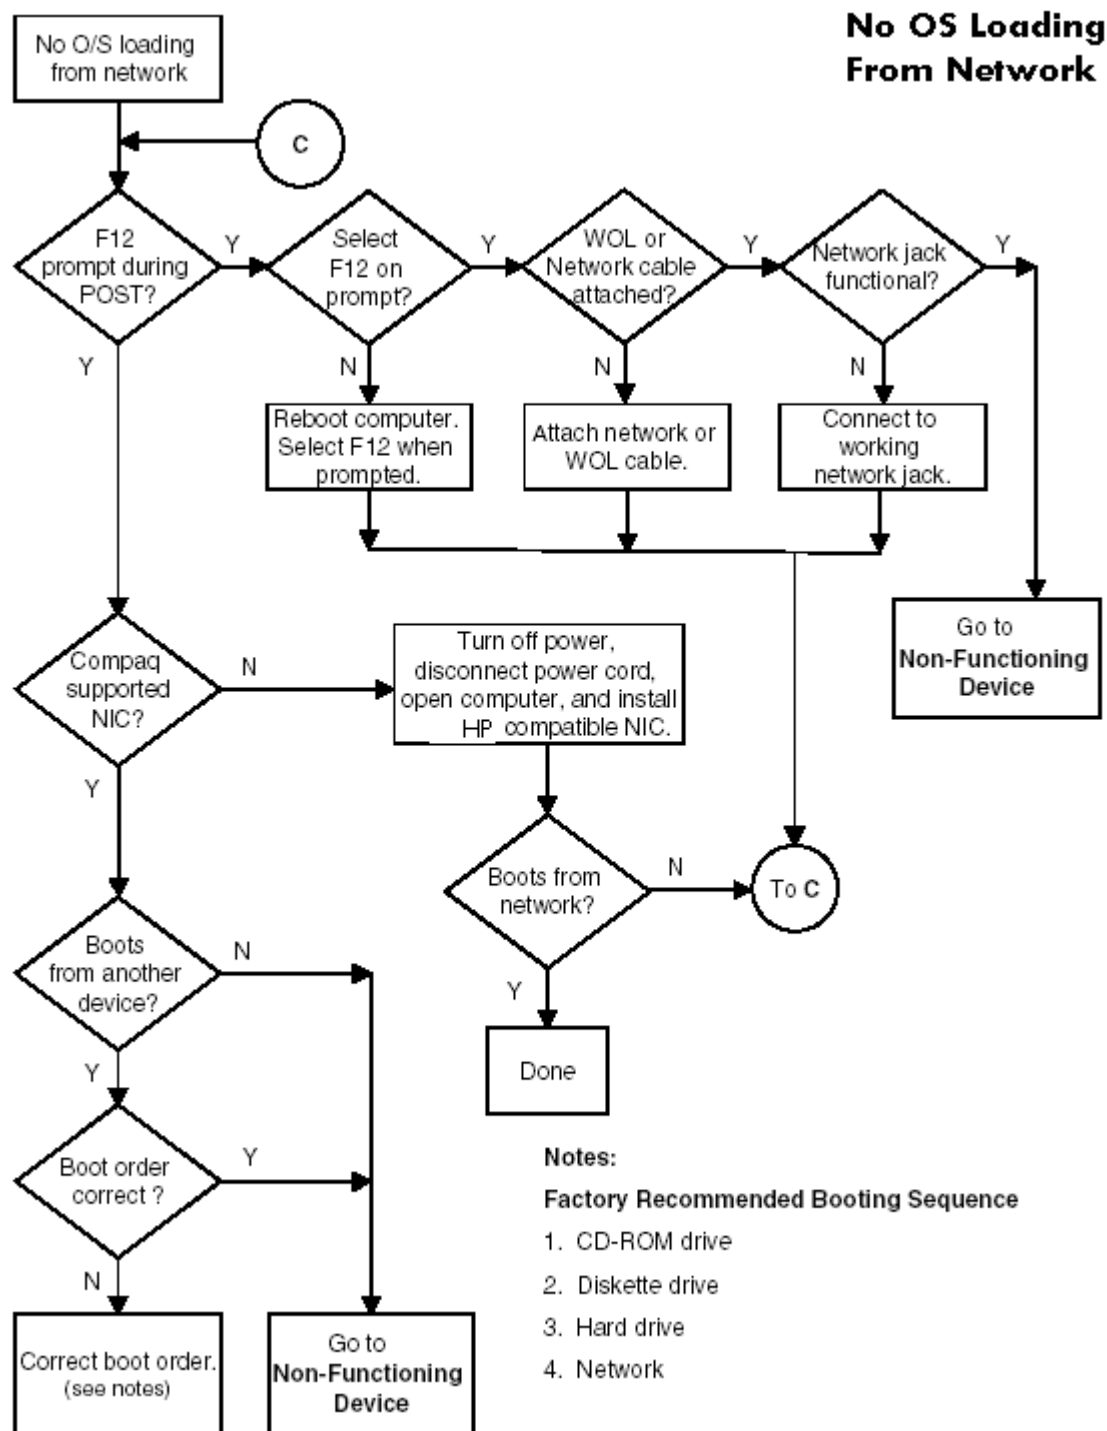 No OS Loading
From Network
No O/S loading
from network
C
F12
prompt during
POST?
Y
Y
Select
F12 on
prompt?
Y
N
WOL or
Network cable
attached?
Y
N
Network jack
functional?
Y
N
Reboot computer.
Select F12 when
prompted.
Attach network or
WOL cable.
Connect to
working
network jack.
Go to
Non-Functioning
Device
Compaq
supported
NIC?
N
Y
Turn off power,
disconnect power cord,
open computer, and install
HP compatible NIC.
Boots from
network?
N
Y
To C
Done
Boots
from another
device?
N
Y
Boot order
correct ?
Y
N
Correct boot order.
(see notes)
Go to
Non-Functioning
Device
Notes:
Factory Recommended Booting Sequence
1. CD-ROM drive
2. Diskette drive
3. Hard drive
4. Network